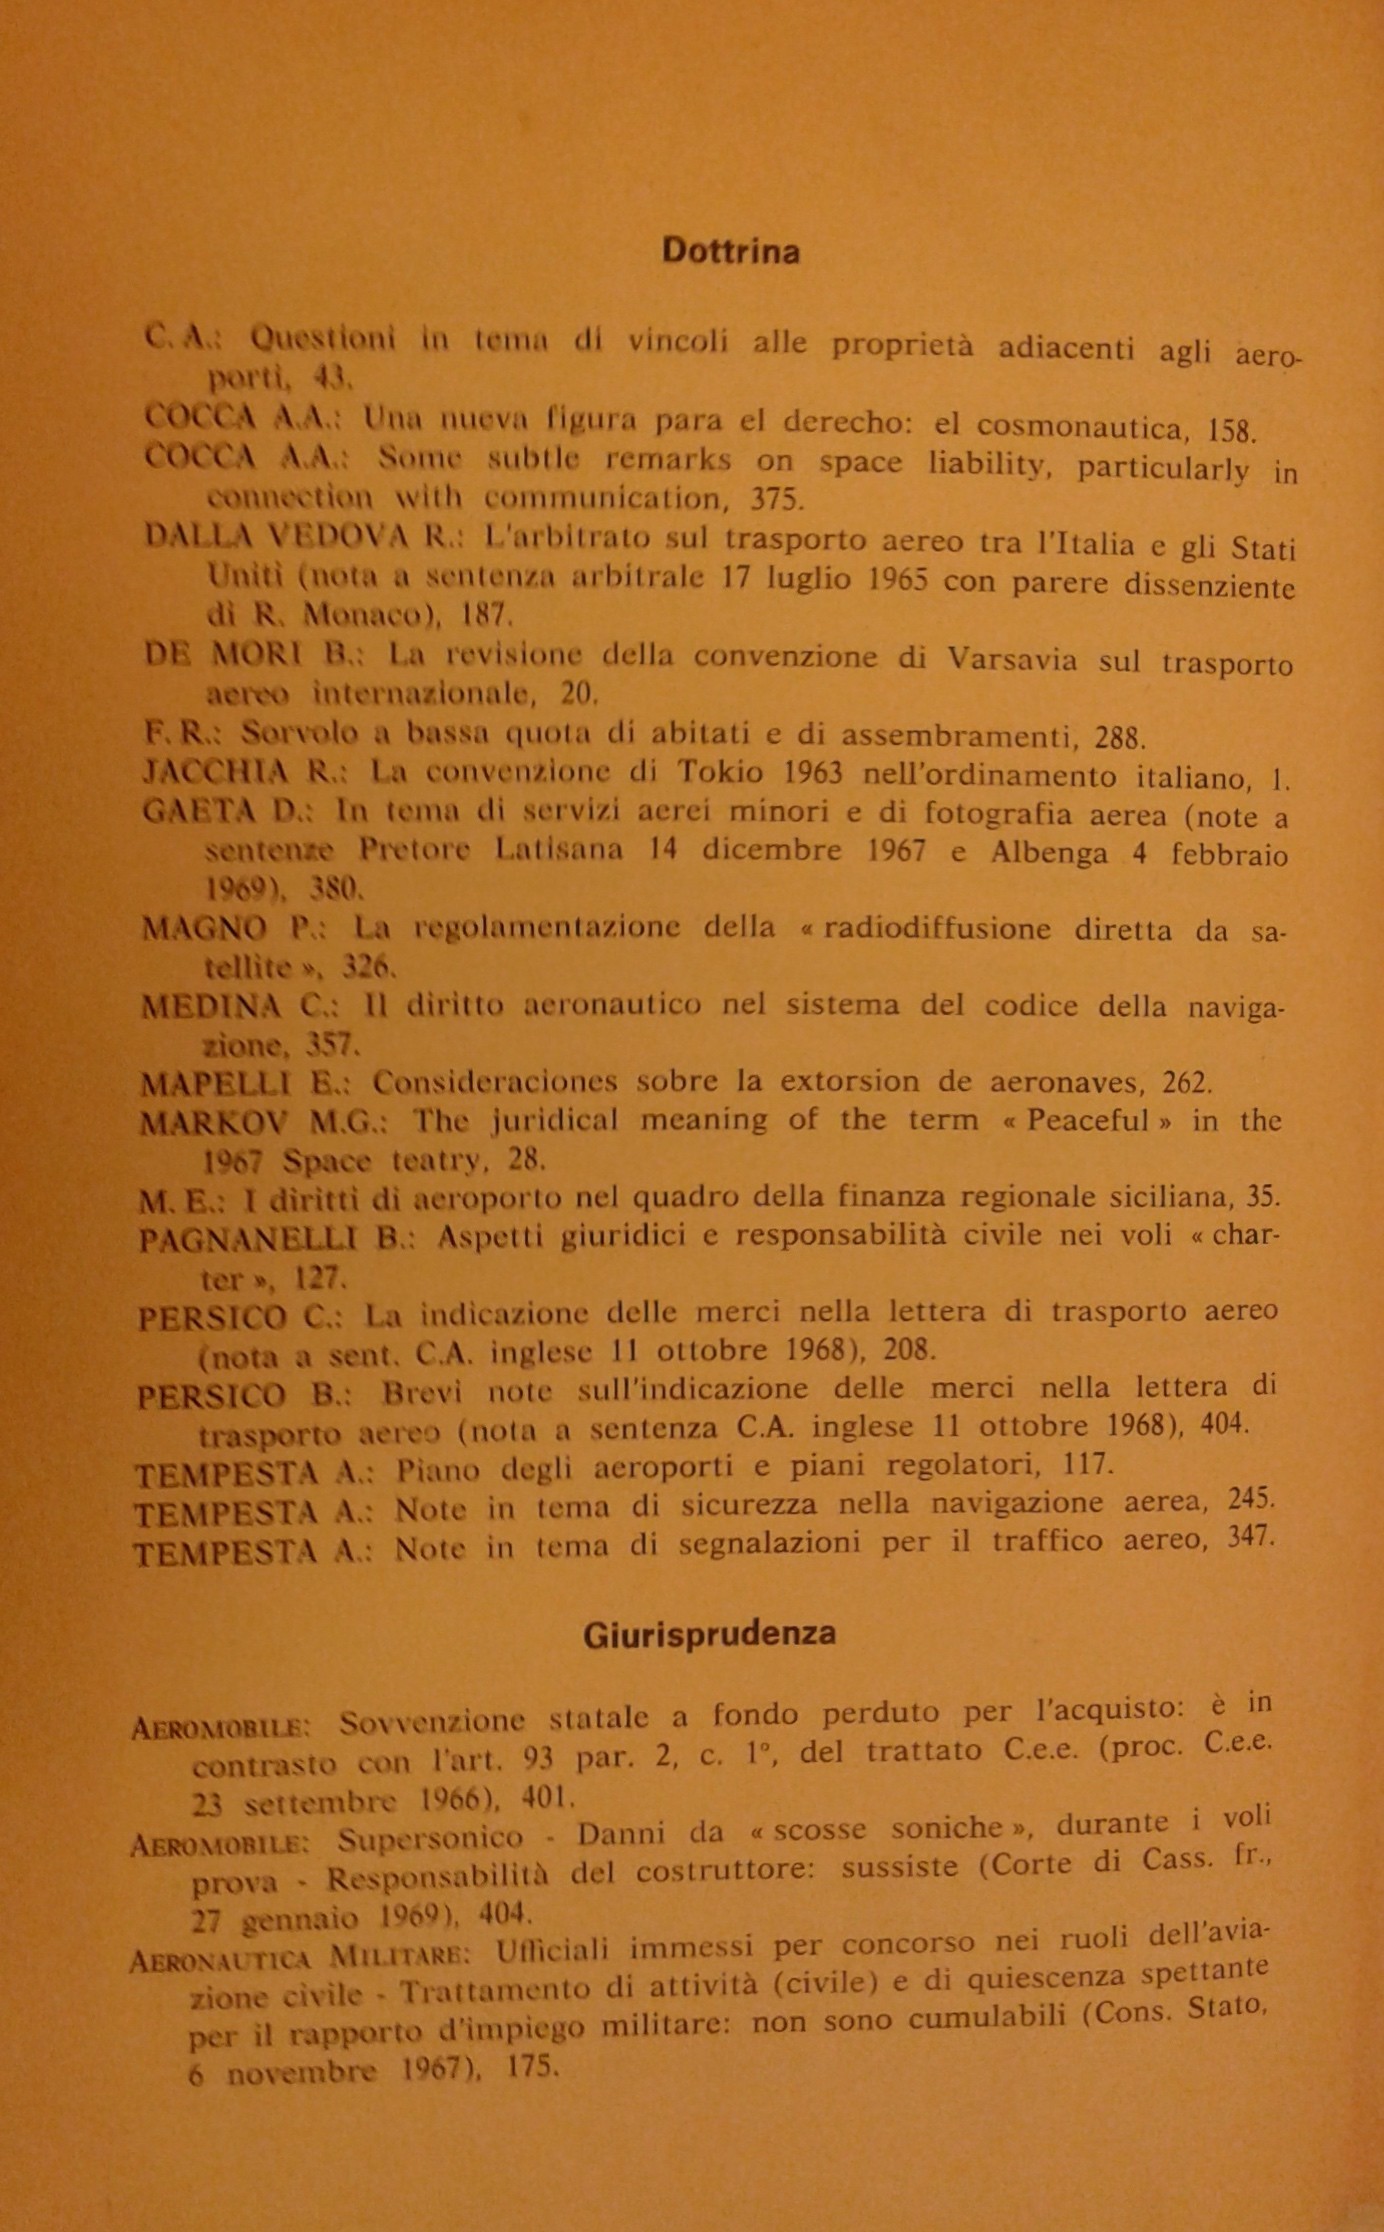 Dottrina
C. A.: Questioni in tema di vincoli alle proprietà adiacenti agli aero-
porti, 43.
COCCA A.A.: Una nueva figura para el derecho: el cosmonautica, 158.
COCCA A.A.: Some subtle remarks on space liability, particularly in
connection with communication, 375.
DALLA VEDOVA R.: L'arbitrato sul trasporto aereo tra l'Italia e gli Stati
Uniti (nota a sentenza arbitrale 17 luglio 1965 con parere dissenziente
di R. Monaco), 187.
DE MORI B.: La revisione della convenzione di Varsavia sul trasporto
aereo internazionale, 20.
F. R.: Sorvolo a bassa quota di abitati e di assembramenti, 288.
JACCHIA R.: La convenzione di Tokio 1963 nell'ordinamento italiano, 1.
GAETA D.: In tema di servizi aerei minori e di fotografia aerea (note a
sentenze Pretore Latisana 14 dicembre 1967 e Albenga 4 febbraio
1969), 380.
MAGNO P.: La regolamentazione della « radiodiffusione diretta da sa-
tellite », 326.
MEDINA C.: Il diritto aeronautico nel sistema del codice della naviga-
zione, 357.
MAPELLI E.: Consideraciones sobre la extorsion de aeronaves, 262.
MARKOV M.G.: The juridical meaning of the term « Peaceful » in the
1967 Space teatry, 28.
M. E.: I diritti di aeroporto nel quadro della finanza regionale siciliana, 35.
PAGNANELLI B.: Aspetti giuridici e responsabilità civile nei voli « char-
ter », 127.
PERSICO C.: La indicazione delle merci nella lettera di trasporto aereo
(nota a sent. C.A. inglese 11 ottobre 1968), 208.
PERSICO B.: Brevi note sull'indicazione delle merci nella lettera di
trasporto aereo (nota a sentenza C.A. inglese 11 ottobre 1968), 404.
TEMPESTA A.: Piano degli aeroporti e piani regolatori, 117.
TEMPESTA A.: Note in tema di sicurezza nella navigazione aerea, 245.
TEMPESTA A.: Note in tema di segnalazioni per il traffico aereo, 347.
Giurisprudenza
AEROMOBILE: Sovvenzione statale a fondo perduto per l'acquisto: è in
contrasto con l'art. 93 par. 2, c. 1°, del trattato C.e.e. (proc. C.e.e.
23 settembre 1966), 401.
AEROMOBILE: Supersonico - Danni da « scosse soniche », durante i voli
prova - Responsabilità del costruttore: sussiste (Corte di Cass. fr.,
27 gennaio 1969), 404.
AERONAUTICA MILITARE: Ufficiali immessi per concorso nei ruoli dell'avia-
zione civile - Trattamento di attività (civile) e di quiescenza spettante
per il rapporto d'impiego militare: non sono cumulabili (Cons. Stato,
6 novembre 1967), 175.